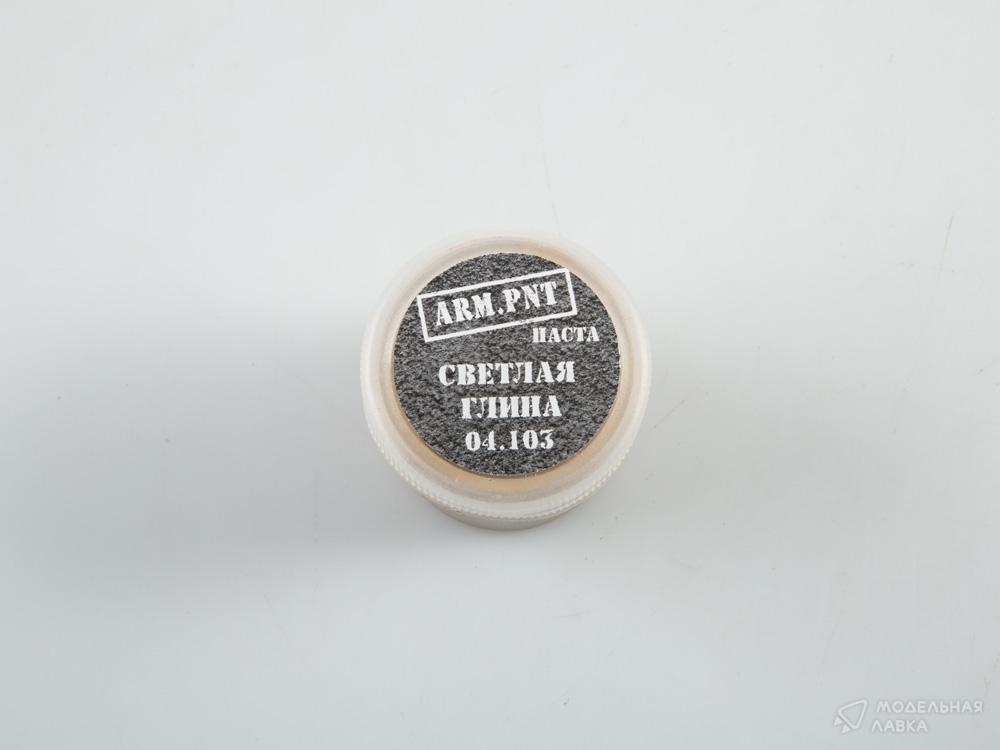 ARM.PNT
ПАСТА
СВЕТЛАЯ
ГЛИНА
04.103
МОДЕЛЬНАЯ
ЛАВКА